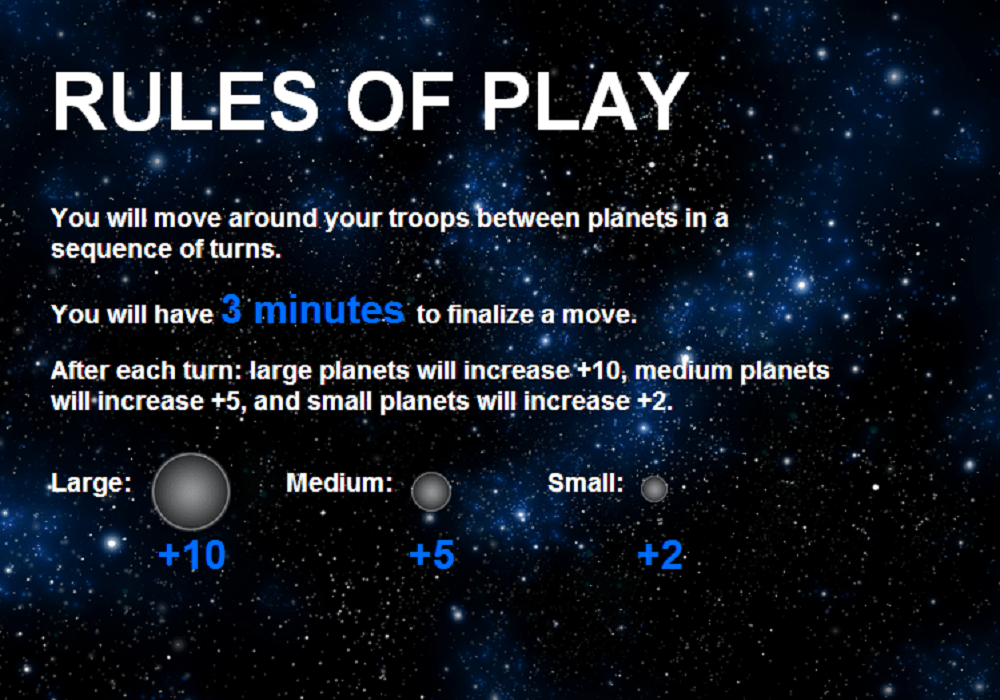 RULES OF PLAY
You will move around your troops between planets in a
sequence of turns.
You will have 3 minutes to finalize a move.
After each turn: large planets will increase +10, medium planets
will increase +5, and small planets will increase +2.
Large: Medium: Small:
+10 +5 +2